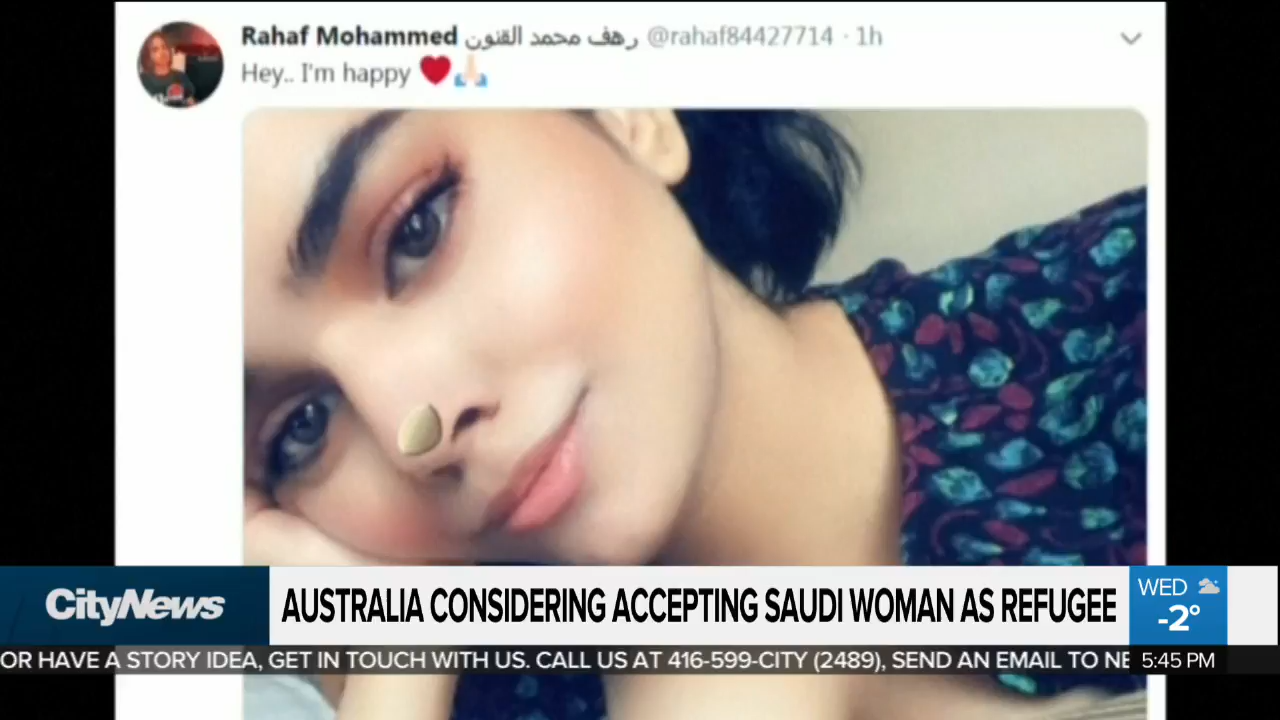 Rahaf Mohammed رهف محمد القنون @rahaf84427714 · 1h
Hey.. I'm happy ❤️🙏🏻
CityNews
AUSTRALIA CONSIDERING ACCEPTING SAUDI WOMAN AS REFUGEE
WED
-2°
OR HAVE A STORY IDEA, GET IN TOUCH WITH US. CALL US AT 416-599-CITY (2489), SEND AN EMAIL TO NE
5:45 PM